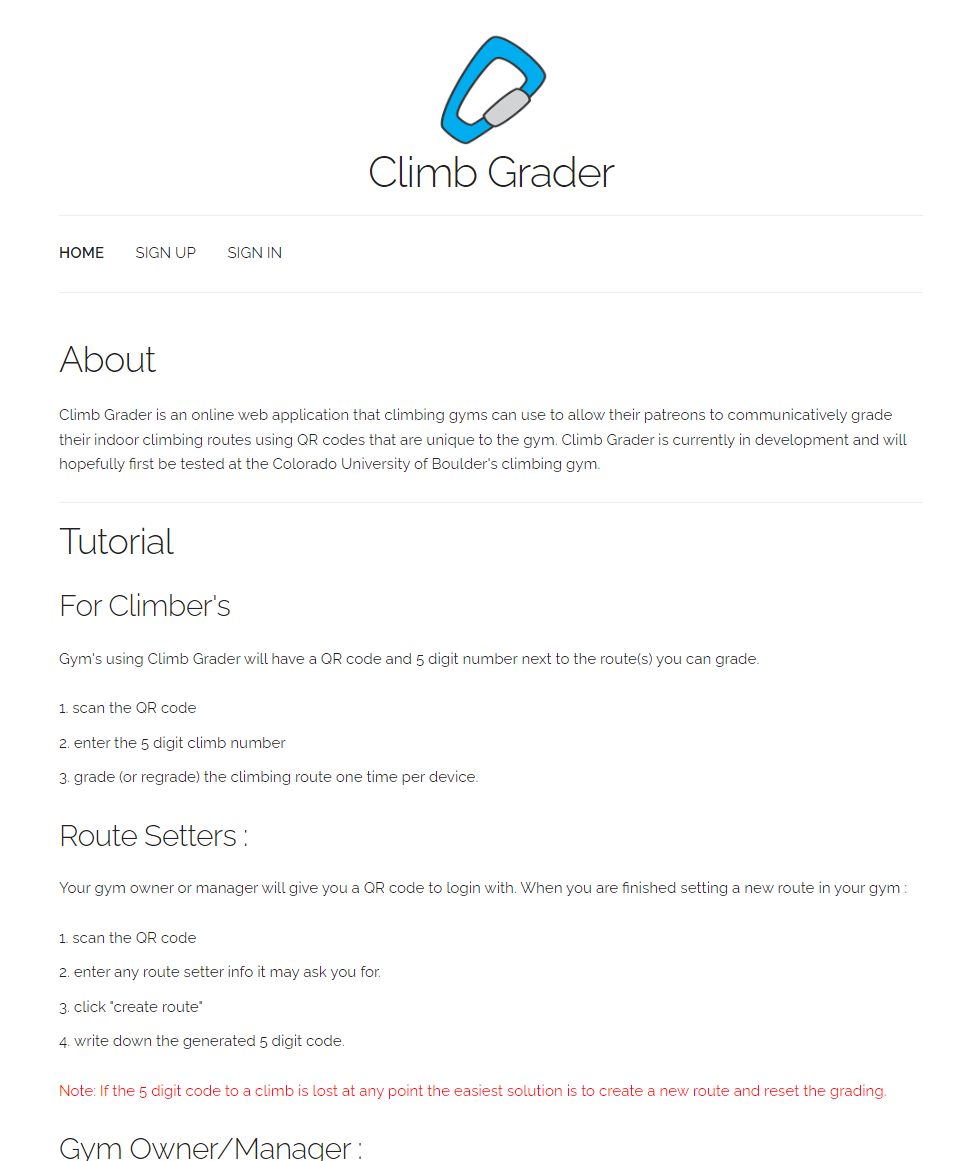 Climb Grader
HOME SIGN UP SIGN IN
About
Climb Grader is an online web application that climbing gyms can use to allow their patreons to communicatively grade
their indoor climbing routes using QR codes that are unique to the gym. Climb Grader is currently in development and will
hopefully first be tested at the Colorado University of Boulder's climbing gym.
Tutorial
For Climber's
Gym's using Climb Grader will have a QR code and 5 digit number next to the route(s) you can grade.
1. scan the QR code
2. enter the 5 digit climb number
3. grade (or regrade) the climbing route one time per device.
Route Setters :
Your gym owner or manager will give you a QR code to login with. When you are finished setting a new route in your gym :
1. scan the QR code
2. enter any route setter info it may ask you for.
3. click "create route"
4. write down the generated 5 digit code.
Note: If the 5 digit code to a climb is lost at any point the easiest solution is to create a new route and reset the grading.
Gym Owner/Manager :